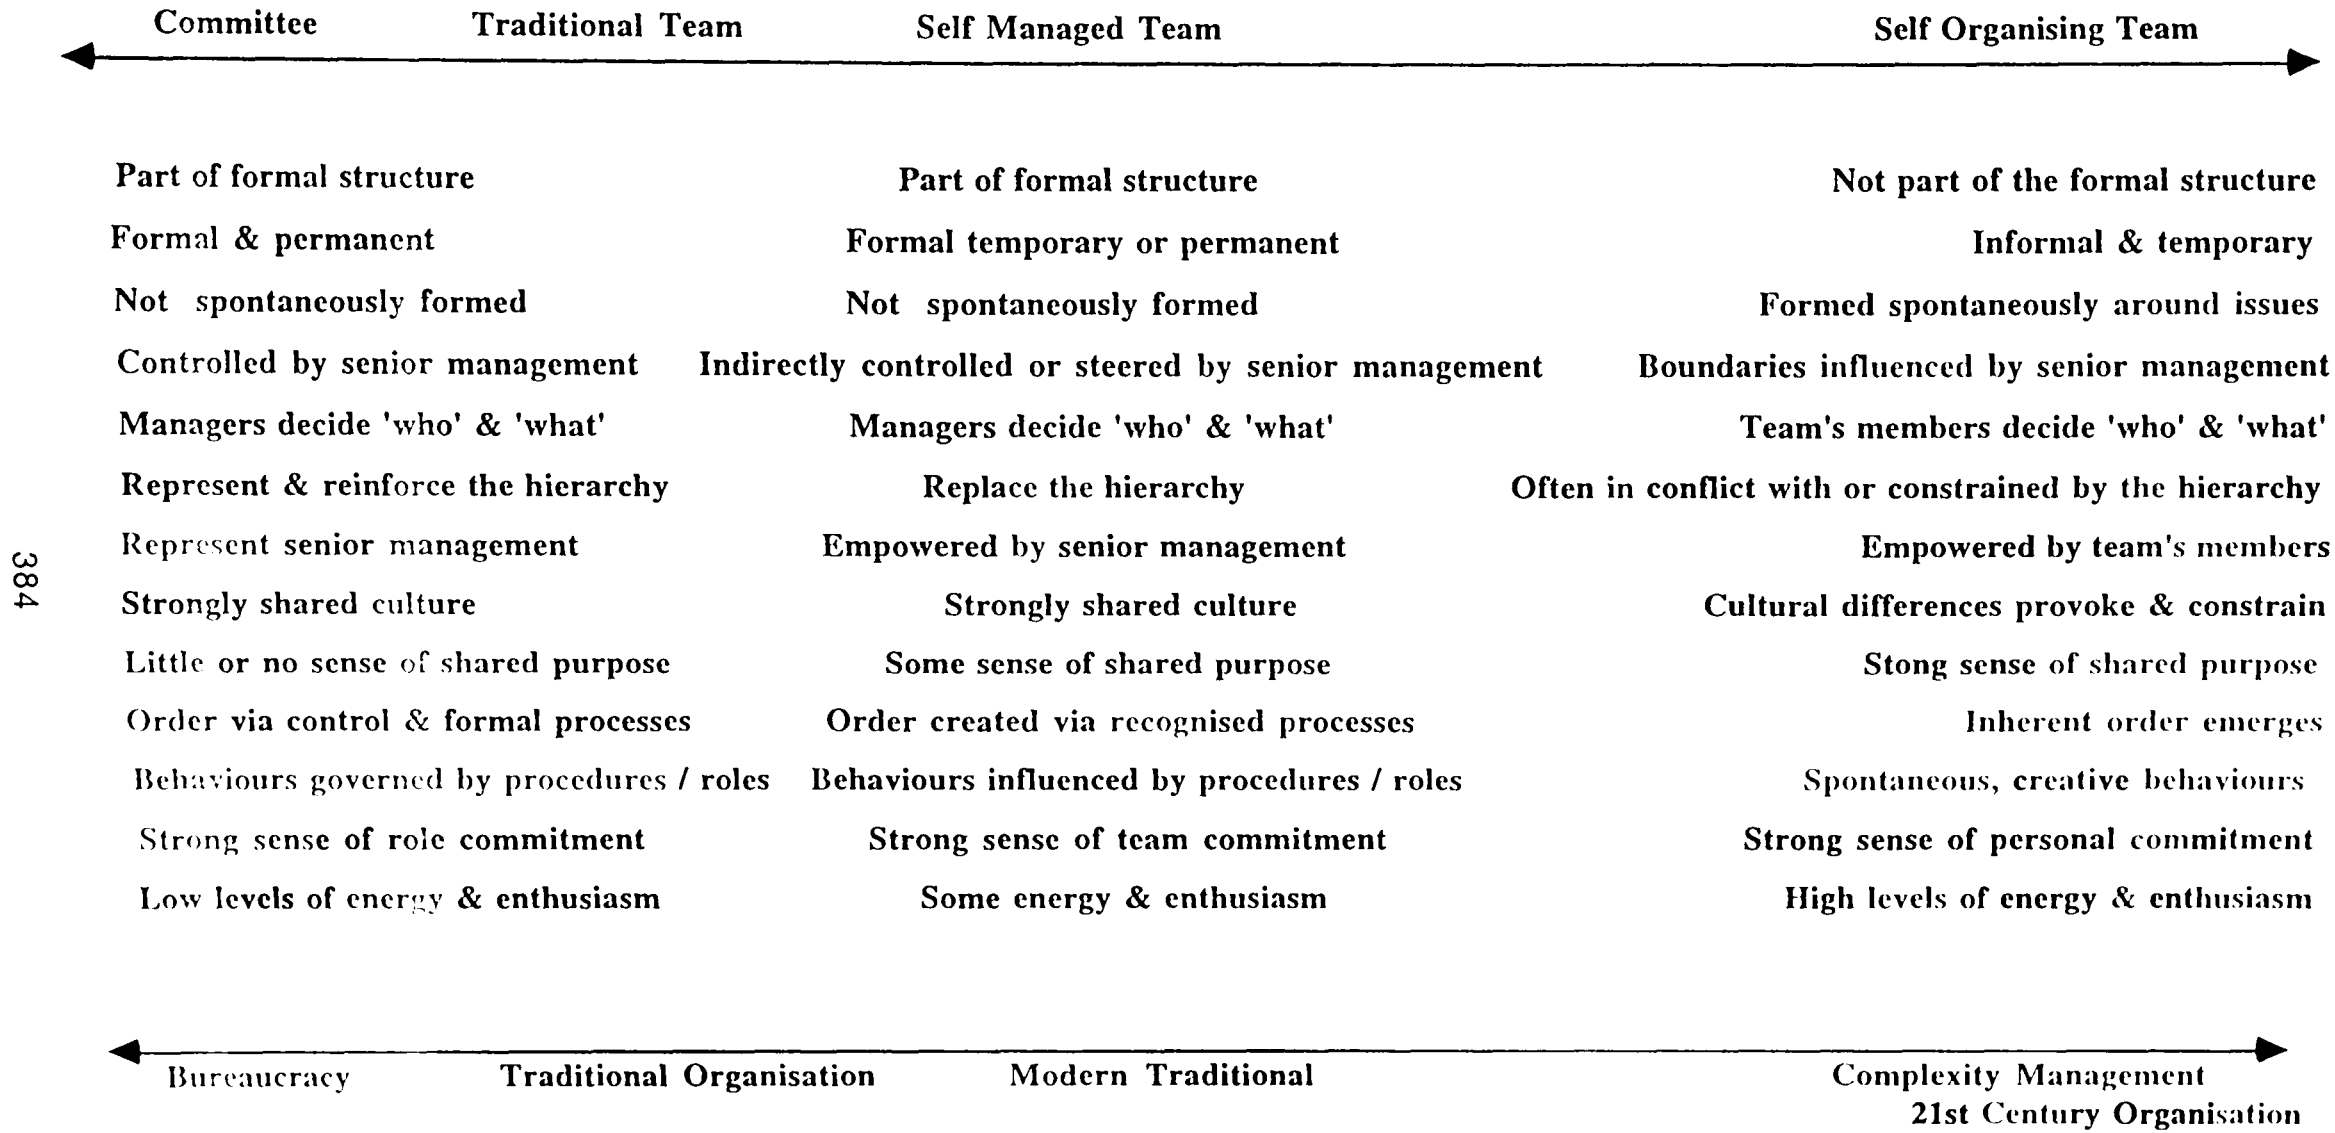 Committee Traditional Team Self Managed Team Self Organising Team
Part of formal structure Part of formal structure Not part of the formal structure
Formal & permanent Formal temporary or permanent Informal & temporary
Not spontaneously formed Not spontaneously formed Formed spontaneously around issues
Controlled by senior management Indirectly controlled or steered by senior management Boundaries influenced by senior management
Managers decide 'who' & 'what' Managers decide 'who' & 'what' Team's members decide 'who' & 'what'
Represent & reinforce the hierarchy Replace the hierarchy Often in conflict with or constrained by the hierarchy
Represent senior management Empowered by senior management Empowered by team's members
Strongly shared culture Strongly shared culture Cultural differences provoke & constrain
Little or no sense of shared purpose Some sense of shared purpose Stong sense of shared purpose
Order via control & formal processes Order created via recognised processes Inherent order emerges
Behaviours governed by procedures / roles Behaviours influenced by procedures / roles Spontaneous, creative behaviours
Strong sense of role commitment Strong sense of team commitment Strong sense of personal commitment
Low levels of energy & enthusiasm Some energy & enthusiasm High levels of energy & enthusiasm
Bureaucracy Traditional Organisation Modern Traditional Complexity Management
21st Century Organisation
384